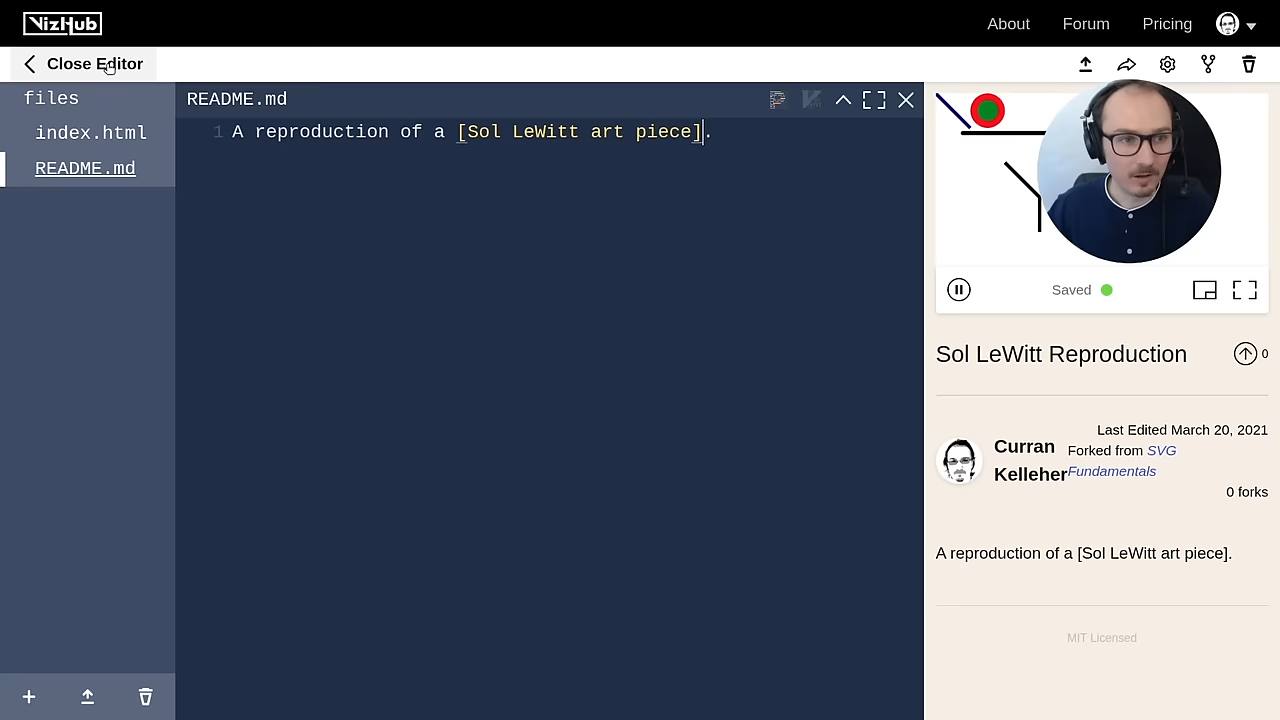 VizHub
About Forum Pricing
Close Editor
files
index.html
README.md
README.md
1 A reproduction of a [Sol LeWitt art piece].
Saved
Sol LeWitt Reproduction
0
Last Edited March 20, 2021
Curran Kelleher
Forked from SVG Fundamentals
0 forks
A reproduction of a [Sol LeWitt art piece].
MIT Licensed